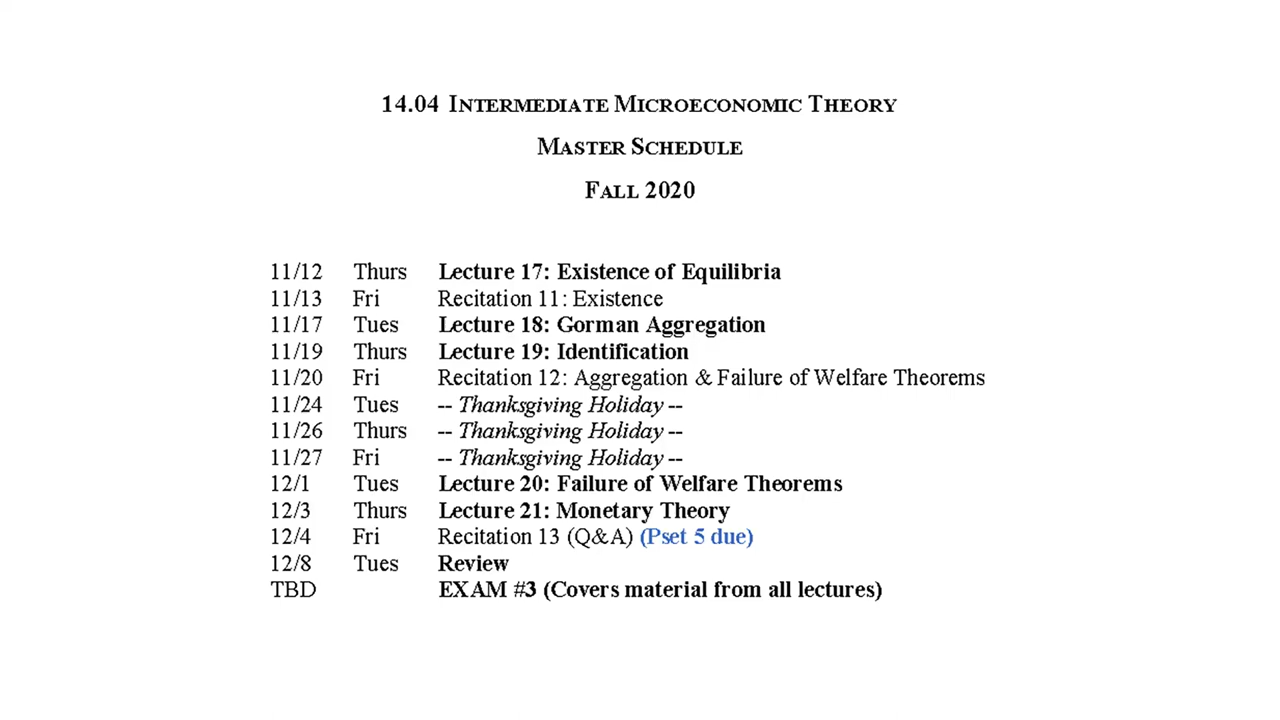 14.04 INTERMEDIATE MICROECONOMIC THEORY
MASTER SCHEDULE
FALL 2020
11/12 Thurs Lecture 17: Existence of Equilibria
11/13 Fri Recitation 11: Existence
11/17 Tues Lecture 18: Gorman Aggregation
11/19 Thurs Lecture 19: Identification
11/20 Fri Recitation 12: Aggregation & Failure of Welfare Theorems
11/24 Tues -- Thanksgiving Holiday --
11/26 Thurs -- Thanksgiving Holiday --
11/27 Fri -- Thanksgiving Holiday --
12/1 Tues Lecture 20: Failure of Welfare Theorems
12/3 Thurs Lecture 21: Monetary Theory
12/4 Fri Recitation 13 (Q&A) (Pset 5 due)
12/8 Tues Review
TBD EXAM #3 (Covers material from all lectures)